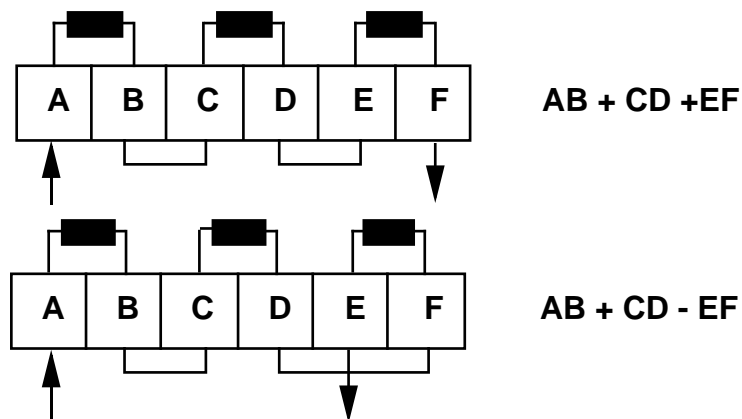 A B C D E F AB + CD +EF
A B C D E F AB + CD - EF